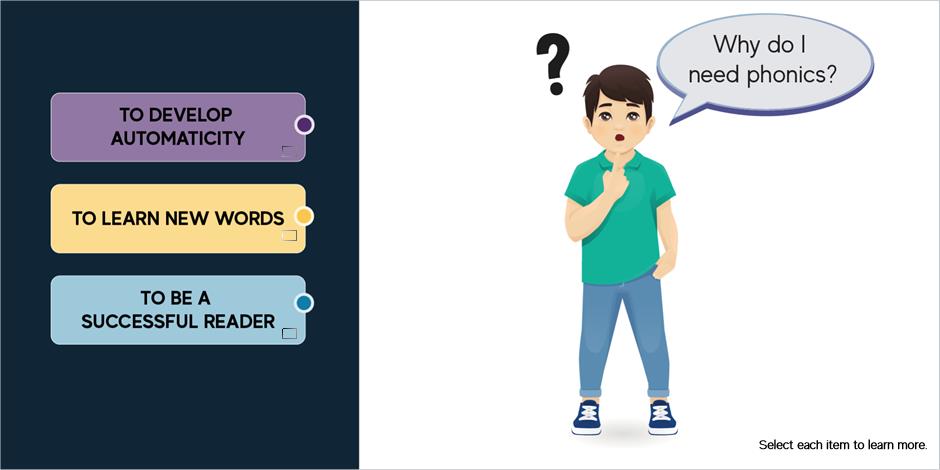 TO DEVELOP
AUTOMATICITY
TO LEARN NEW WORDS
TO BE A
SUCCESSFUL READER
?
Why do I
need phonics?
Select each item to learn more.